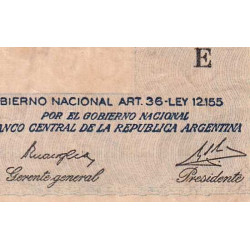 E
BIERNO NACIONAL ART. 36-LEY 12.155
POR EL GOBIERNO NACIONAL
ANCO CENTRAL DE LA REPUBLICA ARGENTINA
Gerente general Presidente